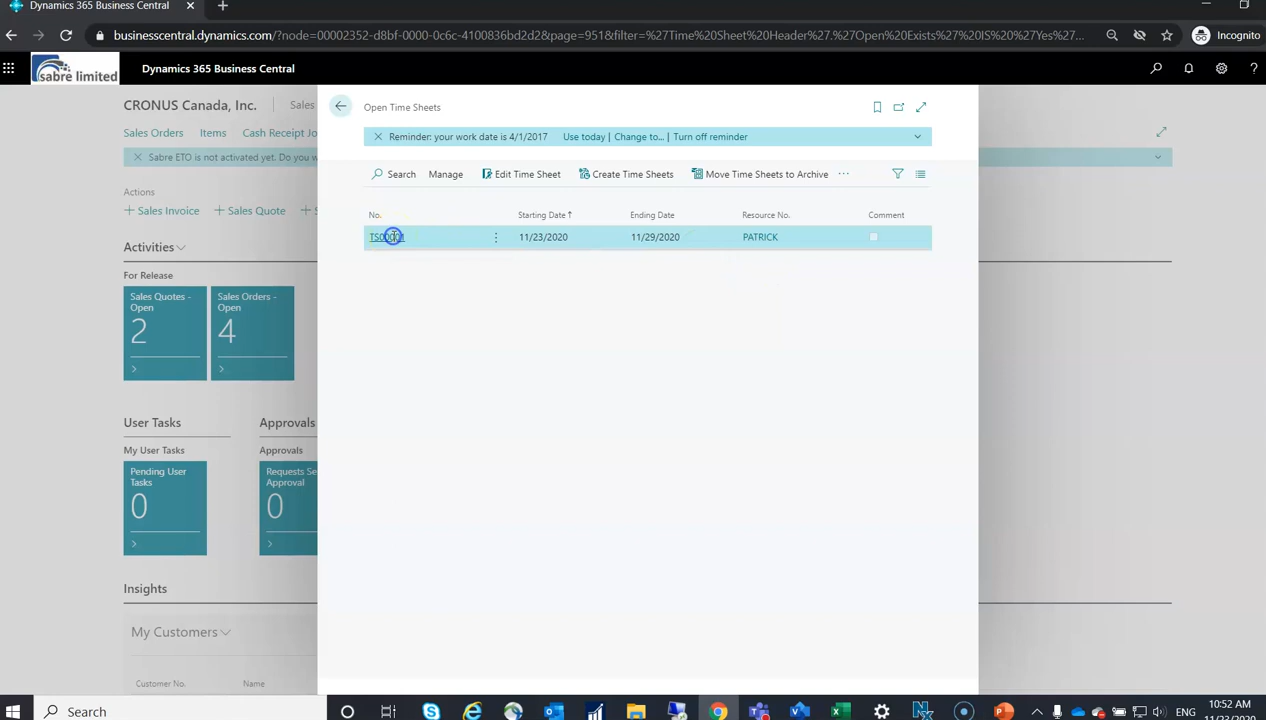 Dynamics 365 Business Central
businesscentral.dynamics.com/?node=00002352-d8bf-0000-0c6c-4100836bd2d2&page=951&filter=%27Time%20Sheet%20Header%27.%27Open%20Exists%27%20IS%20%27Yes%27&...
Incognito
sabre limited
Dynamics 365 Business Central
?
CRONUS Canada, Inc.
Sales
Open Time Sheets
Sales Orders
Items
Cash Receipt Jo
Reminder: your work date is 4/1/2017
Use today | Change to... | Turn off reminder
Sabre ETO is not activated yet. Do you w
Search
Manage
Edit Time Sheet
Create Time Sheets
Move Time Sheets to Archive
...
Actions
+ Sales Invoice
+ Sales Quote
+ S
No.
Starting Date↑
Ending Date
Resource No.
Comment
TS00001
11/23/2020
11/29/2020
PATRICK
Activities
For Release
Sales Quotes -
Open
2
Sales Orders -
Open
4
User Tasks
Approvals
My User Tasks
Approvals
Pending User
Tasks
0
Requests Se
Approval
0
Insights
My Customers
Customer No.
Name
Search
ENG
10:52 AM
11/23/2020